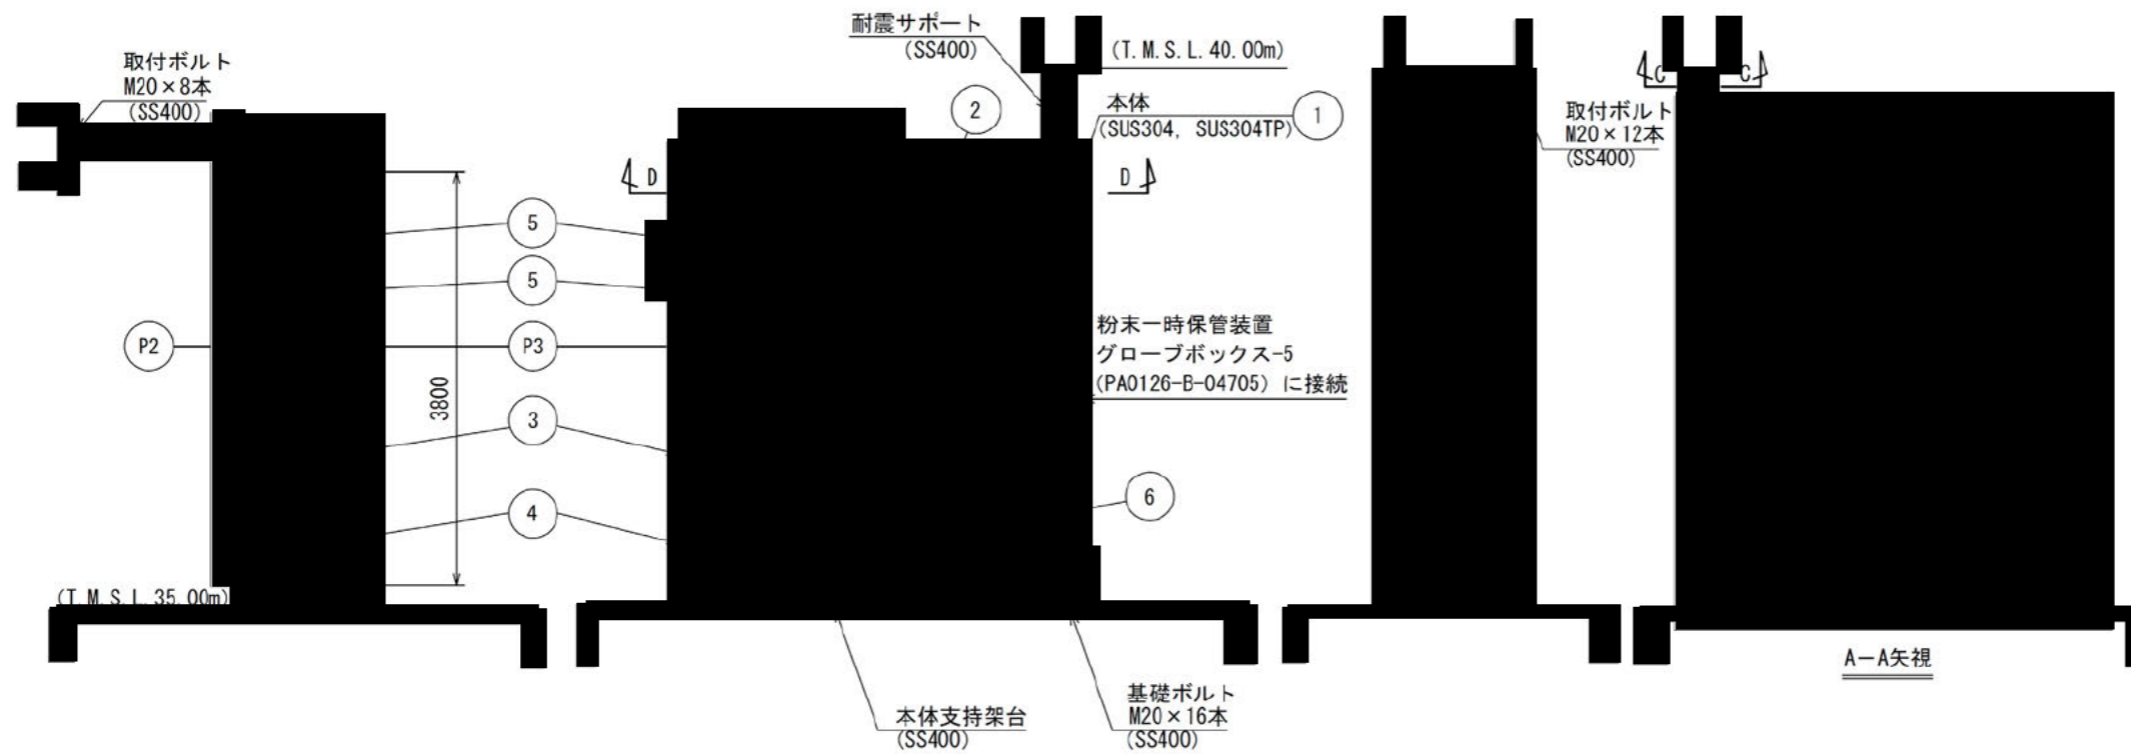 取付ボルト
M20×8本
(SS400)
P2
(T.M.S.L.35.00m)
5
5
P3
3
4
3800
耐震サポート
(SS400)
(T.M.S.L.40.00m)
2
本体
(SUS304, SUS304TP)
1
D
D
粉末一時保管装置
グローブボックス-5
(PA0126-B-04705) に接続
6
本体支持架台
(SS400)
基礎ボルト
M20×16本
(SS400)
取付ボルト
M20×12本
(SS400)
C
C
A-A矢視